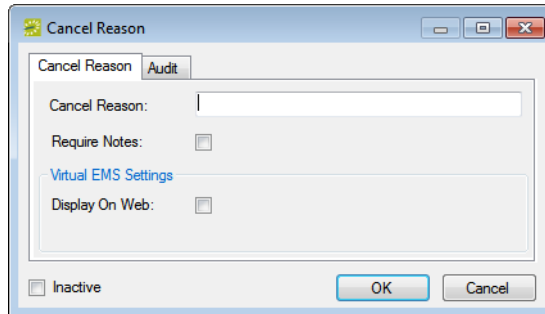 Cancel Reason
Cancel Reason Audit
Cancel Reason:
Require Notes:
Virtual EMS Settings
Display On Web:
Inactive OK Cancel